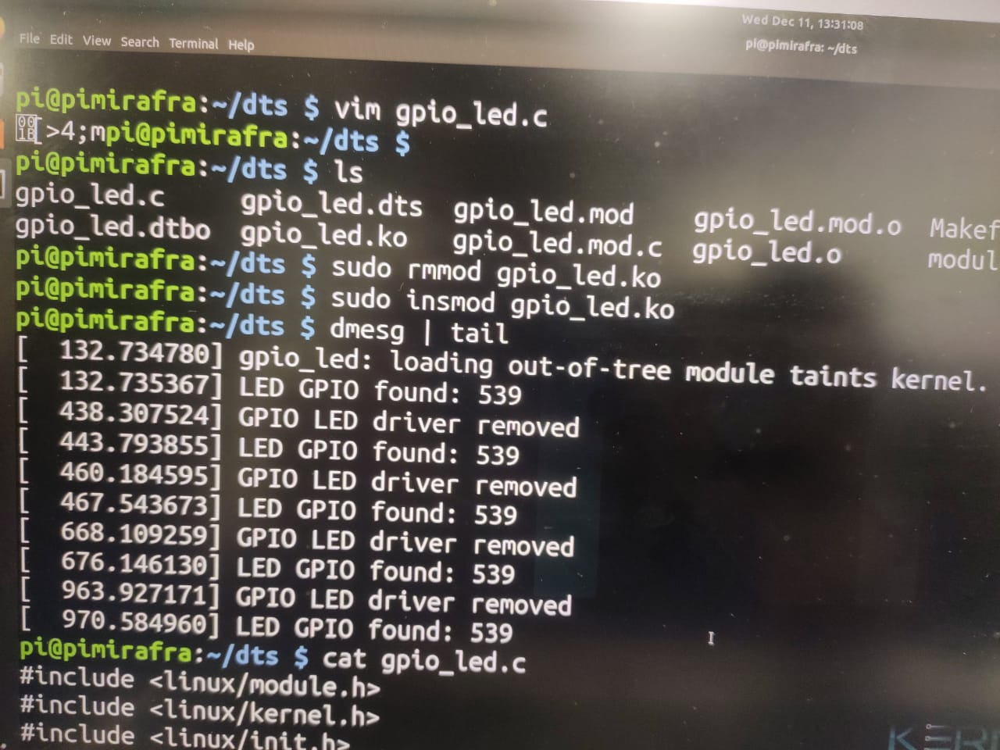 Wed Dec 11, 13:31:08
File Edit View Search Terminal Help
pi@pimirafra: ~/dts
pi@pimirafra:~/dts $ vim gpio_led.c
[>4;mpi@pimirafra:~/dts $
pi@pimirafra:~/dts $ ls
gpio_led.c gpio_led.dts gpio_led.mod gpio_led.mod.o Makef
gpio_led.dtbo gpio_led.ko gpio_led.mod.c gpio_led.o modul
pi@pimirafra:~/dts $ sudo rmmod gpio_led.ko
pi@pimirafra:~/dts $ sudo insmod gpio_led.ko
pi@pimirafra:~/dts $ dmesg | tail
[ 132.734780] gpio_led: loading out-of-tree module taints kernel.
[ 132.735367] LED GPIO found: 539
[ 438.307524] GPIO LED driver removed
[ 443.793855] LED GPIO found: 539
[ 460.184595] GPIO LED driver removed
[ 467.543673] LED GPIO found: 539
[ 668.109259] GPIO LED driver removed
[ 676.146130] LED GPIO found: 539
[ 963.927171] GPIO LED driver removed
[ 970.584960] LED GPIO found: 539
pi@pimirafra:~/dts $ cat gpio_led.c
#include <linux/module.h>
#include <linux/kernel.h>
#include <linux/init.h>